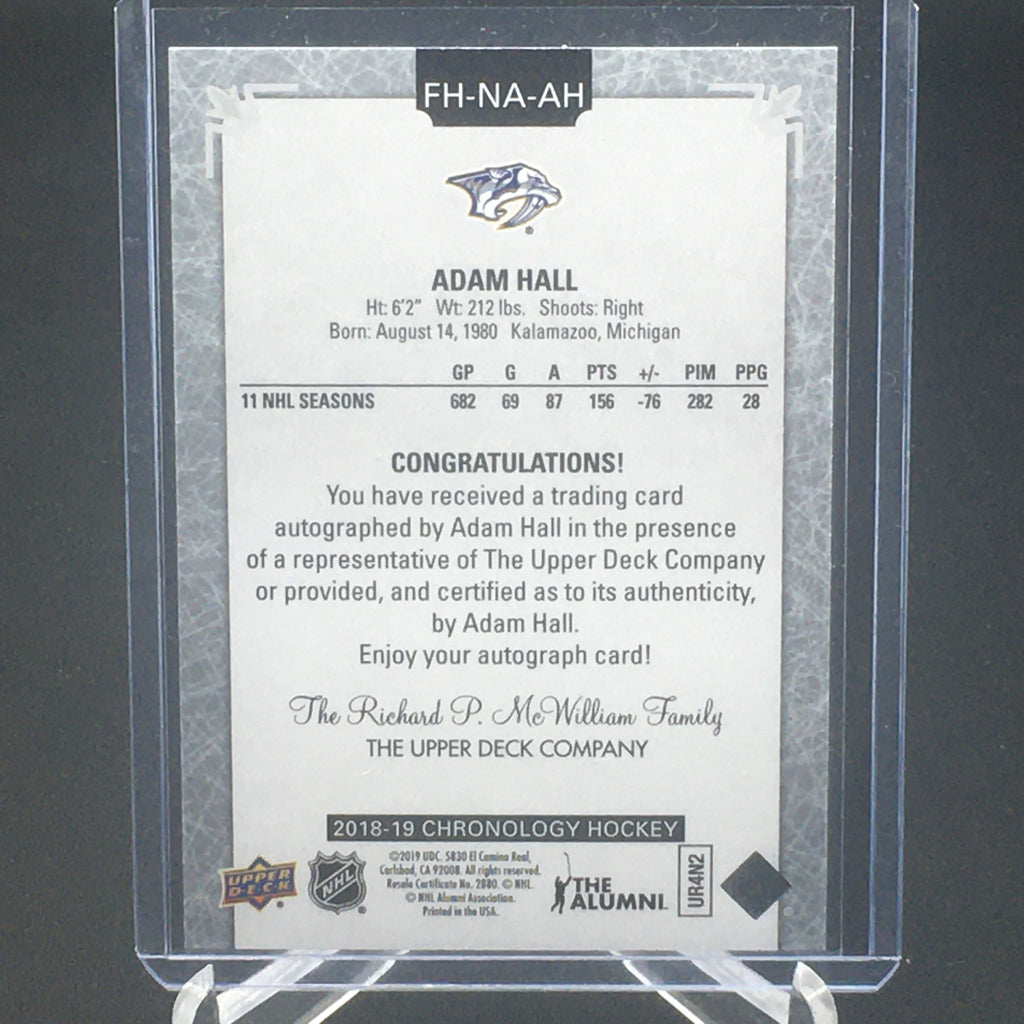 FH-NA-AH
®
ADAM HALL
Ht: 6'2" Wt: 212 lbs. Shoots: Right
Born: August 14, 1980 Kalamazoo, Michigan
GP G A PTS +/- PIM PPG
11 NHL SEASONS 682 69 87 156 -76 282 28
CONGRATULATIONS!
You have received a trading card
autographed by Adam Hall in the presence
of a representative of The Upper Deck Company
or provided, and certified as to its authenticity,
by Adam Hall.
Enjoy your autograph card!
The Richard P. McWilliam Family
THE UPPER DECK COMPANY
2018-19 CHRONOLOGY HOCKEY
UPPER
DECK®
NHL®
©2019 UDC. 5830 El Camino Real,
Carlsbad, CA 92008. All rights reserved.
Resale Certificate No. 2880. © NHL.
© NHL Alumni Association.
Printed in the USA.
THE
ALUMNI™
UR4N2